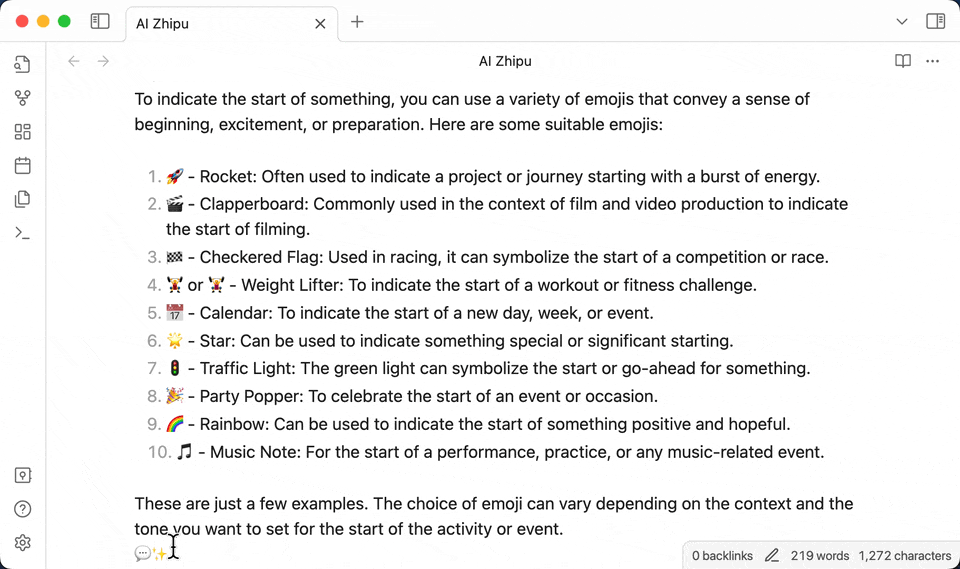 AI Zhipu
AI Zhipu
To indicate the start of something, you can use a variety of emojis that convey a sense of
beginning, excitement, or preparation. Here are some suitable emojis:
1. 🚀 - Rocket: Often used to indicate a project or journey starting with a burst of energy.
2. 🎬 - Clapperboard: Commonly used in the context of film and video production to indicate
the start of filming.
3. 🏁 - Checkered Flag: Used in racing, it can symbolize the start of a competition or race.
4. 🏋️ or 🏋️ - Weight Lifter: To indicate the start of a workout or fitness challenge.
5. 📅 - Calendar: To indicate the start of a new day, week, or event.
6. 🌟 - Star: Can be used to indicate something special or significant starting.
7. 🚦 - Traffic Light: The green light can symbolize the start or go-ahead for something.
8. 🎉 - Party Popper: To celebrate the start of an event or occasion.
9. 🌈 - Rainbow: Can be used to indicate the start of something positive and hopeful.
10. 🎵 - Music Note: For the start of a performance, practice, or any music-related event.
These are just a few examples. The choice of emoji can vary depending on the context and the
tone you want to set for the start of the activity or event.
💬✨
0 backlinks 219 words 1,272 characters